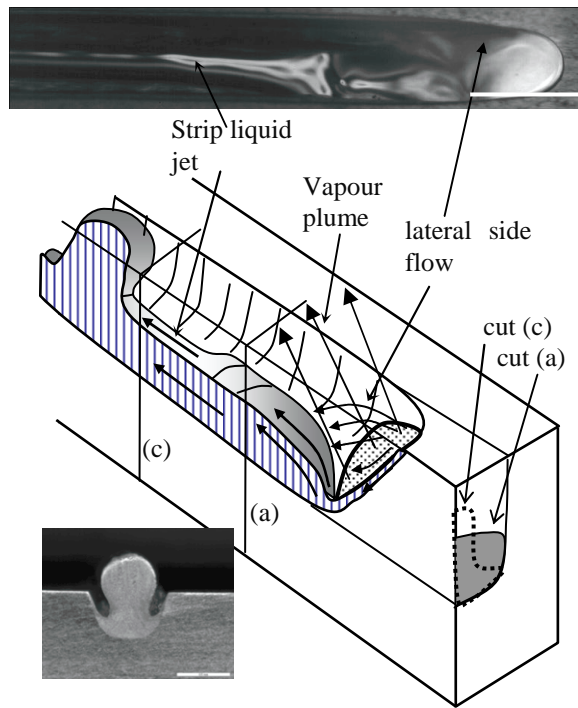 Strip liquid
jet
Vapour
plume
lateral side
flow
cut (c)
cut (a)
(c)
(a)